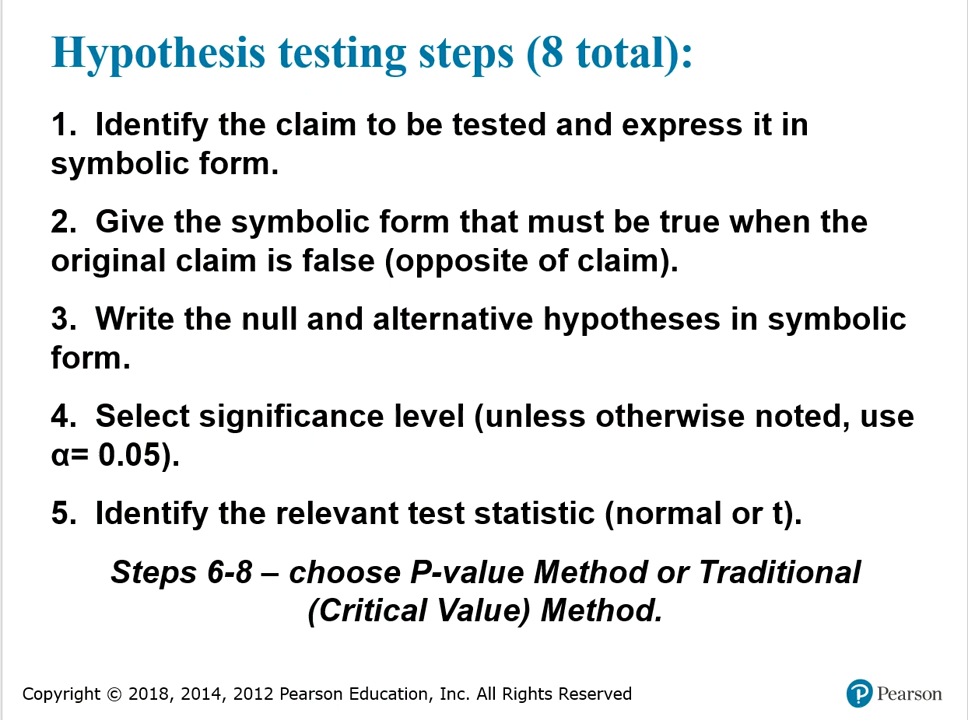 Hypothesis testing steps (8 total):
1.  Identify the claim to be tested and express it in
symbolic form.
2.  Give the symbolic form that must be true when the
original claim is false (opposite of claim).
3.  Write the null and alternative hypotheses in symbolic
form.
4.  Select significance level (unless otherwise noted, use
α= 0.05).
5.  Identify the relevant test statistic (normal or t).
Steps 6-8 – choose P-value Method or Traditional
(Critical Value) Method.
Copyright © 2018, 2014, 2012 Pearson Education, Inc. All Rights Reserved
P Pearson